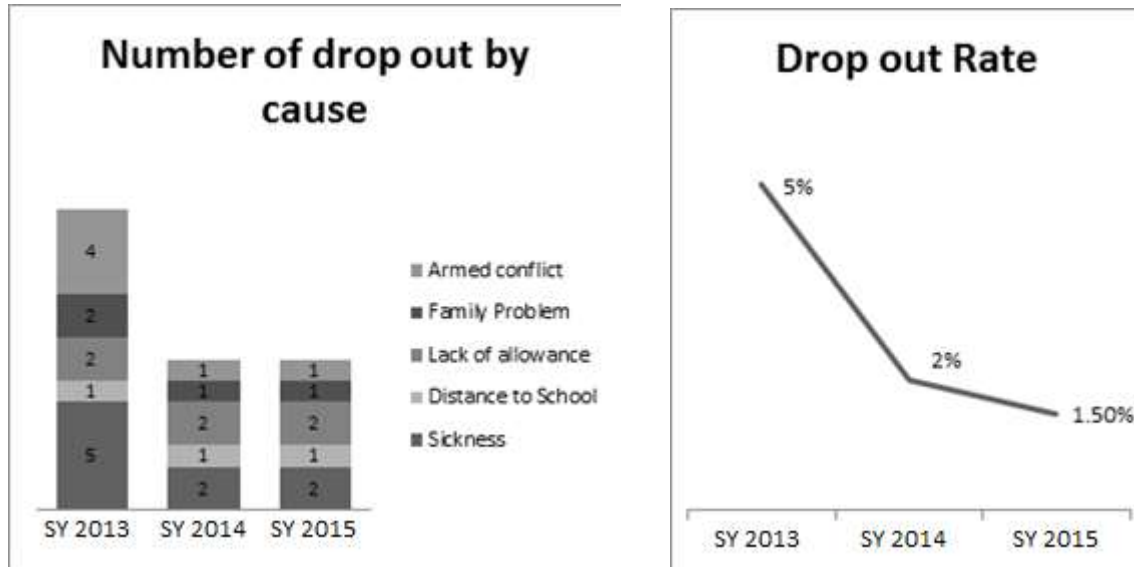 Number of drop out by
cause
4
2
2
1
5
1
1
2
1
2
1
1
2
1
2
Armed conflict
Family Problem
Lack of allowance
Distance to School
Sickness
SY 2013 SY 2014 SY 2015
Drop out Rate
5%
2%
1.50%
SY 2013 SY 2014 SY 2015